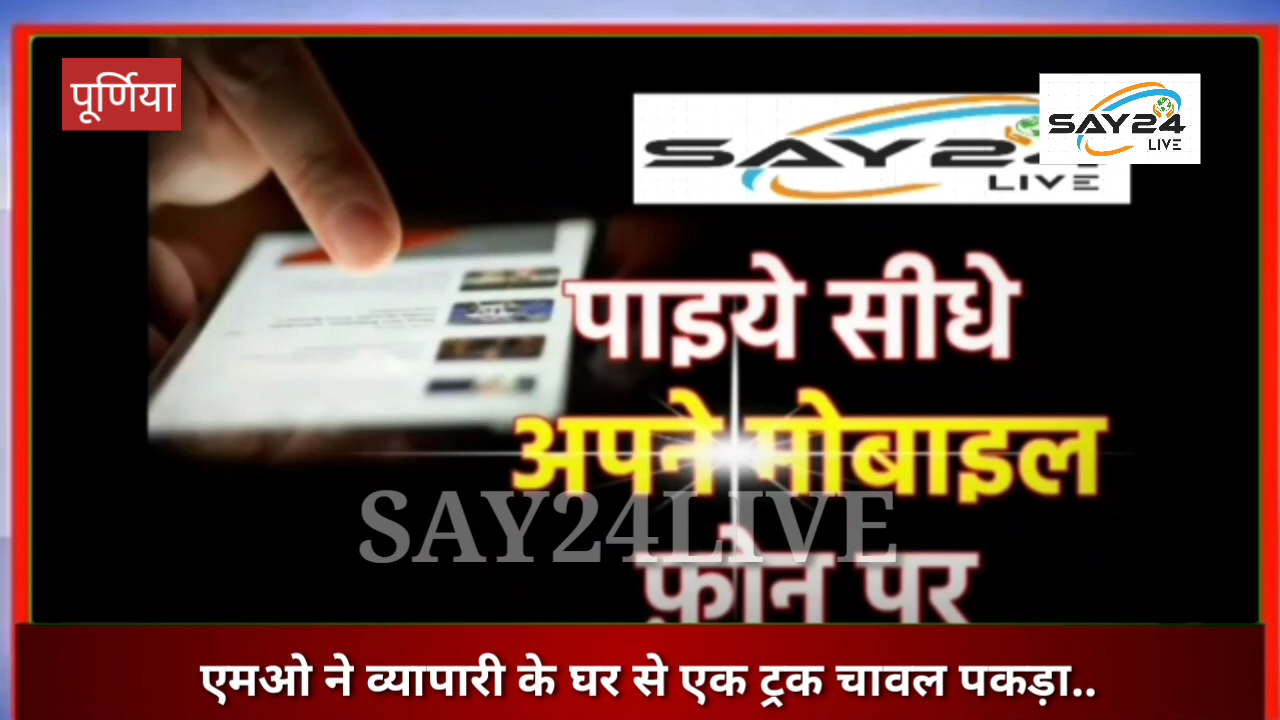 पूर्णिया
SAY24
LIVE
SAY24
LIVE
पाइये सीधे
अपने मोबाइल
SAY24LIVE
फ़ोन पर
एमओ ने व्यापारी के घर से एक ट्रक चावल पकड़ा..